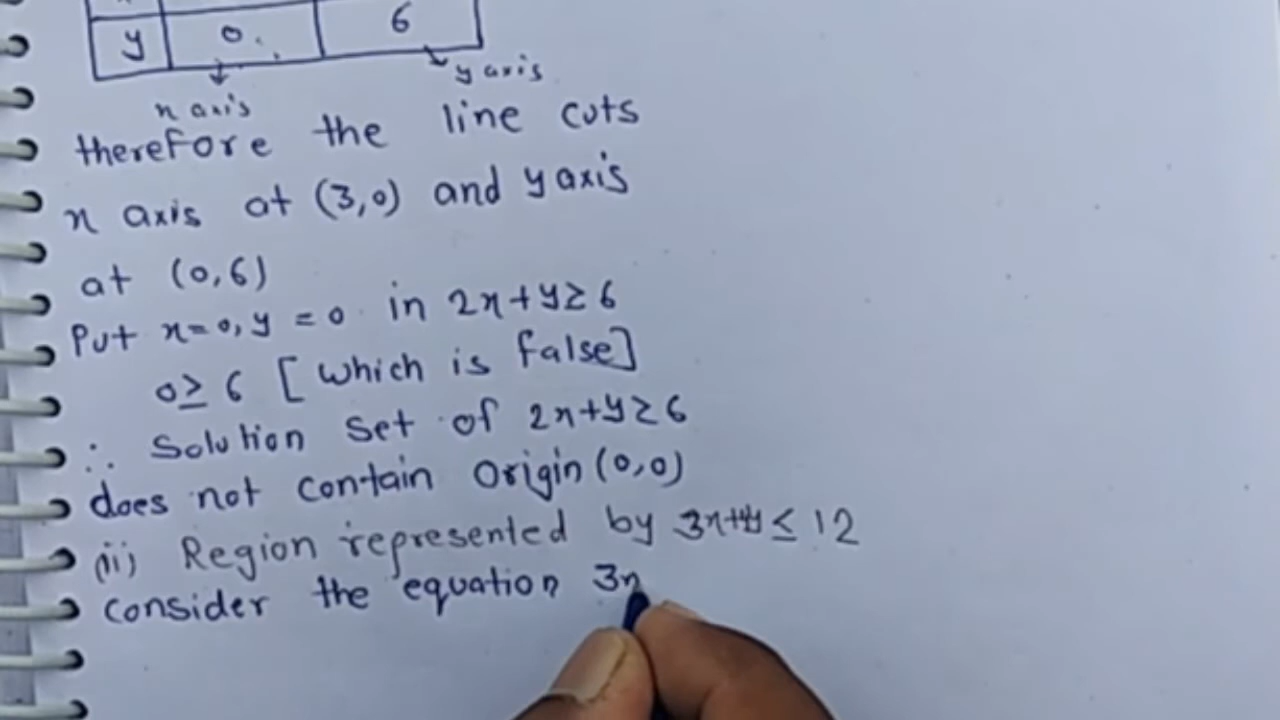 y 0 6
x axis y axis
therefore the line cuts
x axis at (3,0) and y axis
at (0,6)
Put x=0, y=0 in 2x+y≥6
0≥6 [which is false]
∴ Solution set of 2x+y≥6
does not contain Origin (0,0)
(ii) Region represented by 3x+4y≤12
consider the equation 3x